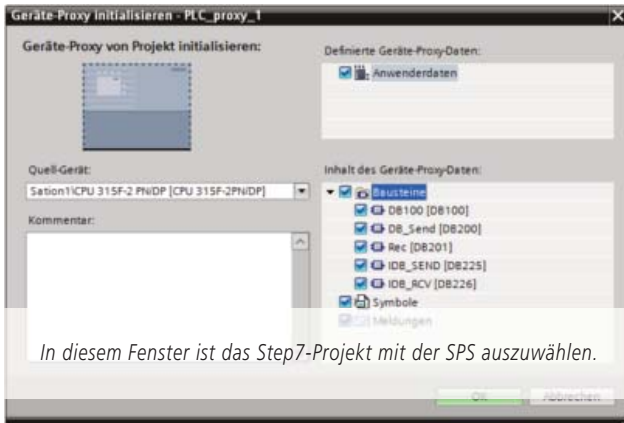 Geräte-Proxy initialisieren - PLC_proxy_1
Geräte-Proxy von Projekt initialisieren:
Quell-Gerät:
Sation1\CPU 315F-2 PN/DP [CPU 315F-2PN/DP]
Kommentar:
Definierte Geräte-Proxy-Daten:
Anwenderdaten
Inhalt des Geräte-Proxy-Daten:
Bausteine
DB100 [DB100]
DB_Send [DB200]
Rec [DB201]
IDB_SEND [DB225]
IDB_RCV [DB226]
Symbole
Meldungen
In diesem Fenster ist das Step7-Projekt mit der SPS auszuwählen.
OK
Abbrechen